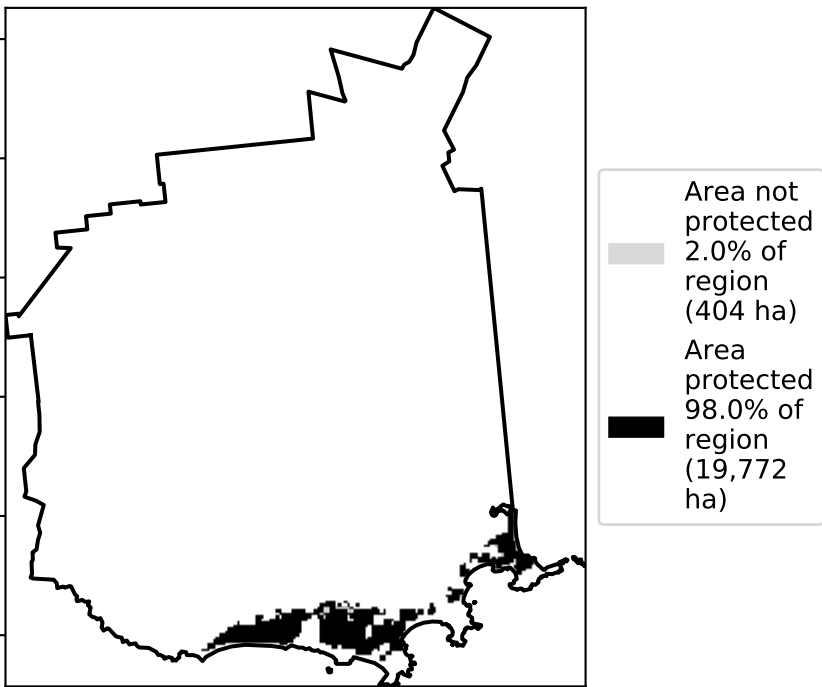 Area not
protected
2.0% of
region
(404 ha)
Area
protected
98.0% of
region
(19,772
ha)